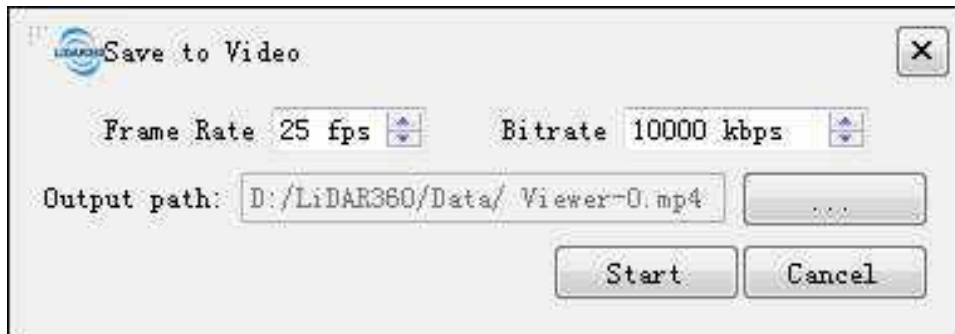 LiDAR360 Save to Video
Frame Rate 25 fps Bitrate 10000 kbps
Output path: D:/LiDAR360/Data/ Viewer-0.mp4 ...
Start Cancel